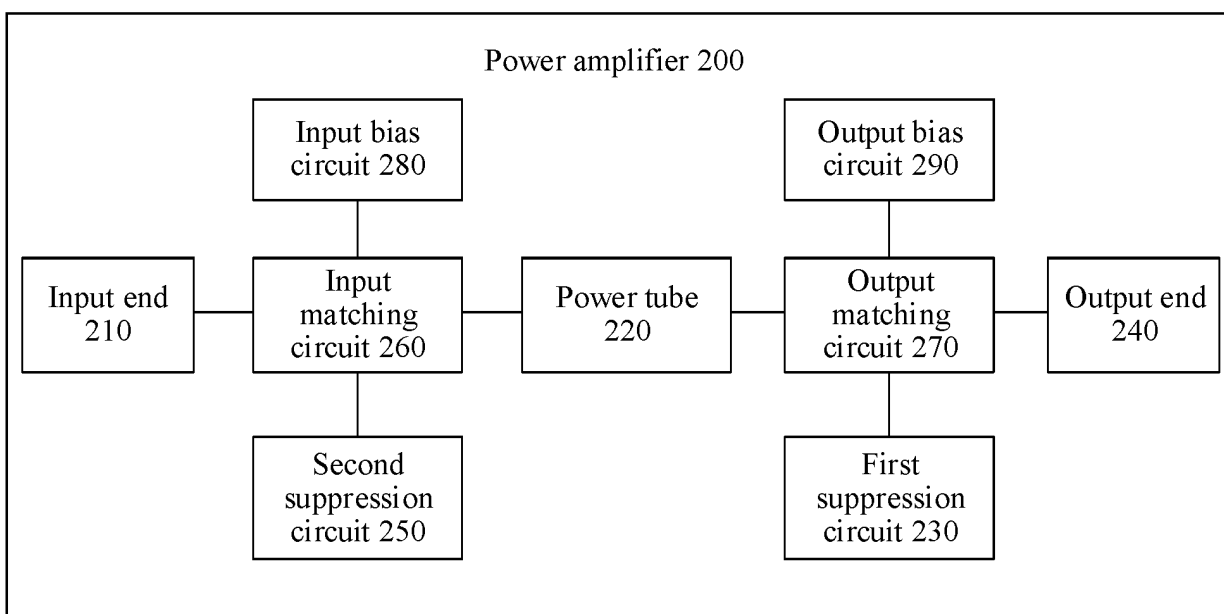 Power amplifier 200
Input bias
circuit 280
Output bias
circuit 290
Input end
210
Input
matching
circuit 260
Power tube
220
Output
matching
circuit 270
Output end
240
Second
suppression
circuit 250
First
suppression
circuit 230